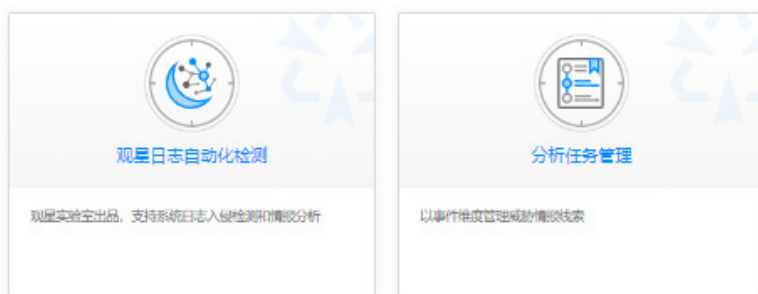 观星日志自动化检测
分析任务管理
观星实验室出品，支持系统日志入侵检测和情报分析
以事件维度管理威胁情报线索